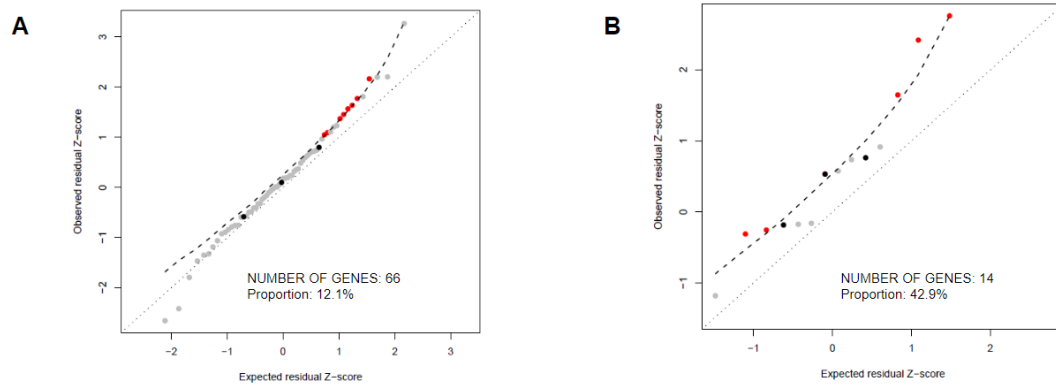 A
Observed residual Z-score
3
2
1
0
−1
−2
NUMBER OF GENES: 66
Proportion: 12.1%
−2 −1 0 1 2 3
Expected residual Z-score
B
Observed residual Z-score
2
1
0
−1
NUMBER OF GENES: 14
Proportion: 42.9%
−1 0 1 2
Expected residual Z-score